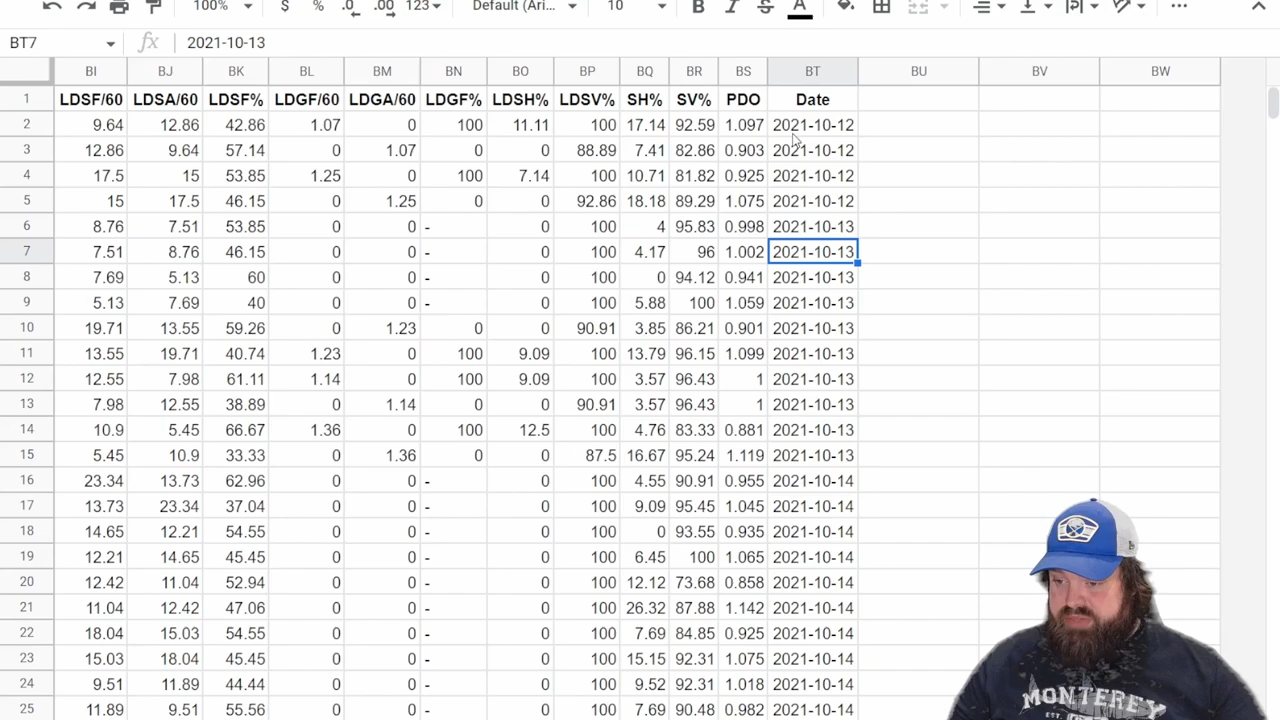 100% $ % .0 .00 123 Default (Ari... 10 B I S A
BT7 fx 2021-10-13
BI BJ BK BL BM BN BO BP BQ BR BS BT BU BV BW
1 LDSF/60 LDSA/60 LDSF% LDGF/60 LDGA/60 LDGF% LDSH% LDSV% SH% SV% PDO Date
2 9.64 12.86 42.86 1.07 0 100 11.11 100 17.14 92.59 1.097 2021-10-12
3 12.86 9.64 57.14 0 1.07 0 0 88.89 7.41 82.86 0.903 2021-10-12
4 17.5 15 53.85 1.25 0 100 7.14 100 10.71 81.82 0.925 2021-10-12
5 15 17.5 46.15 0 1.25 0 0 92.86 18.18 89.29 1.075 2021-10-12
6 8.76 7.51 53.85 0 0 - 0 100 4 95.83 0.998 2021-10-13
7 7.51 8.76 46.15 0 0 - 0 100 4.17 96 1.002 2021-10-13
8 7.69 5.13 60 0 0 - 0 100 0 94.12 0.941 2021-10-13
9 5.13 7.69 40 0 0 - 0 100 5.88 100 1.059 2021-10-13
10 19.71 13.55 59.26 0 1.23 0 0 90.91 3.85 86.21 0.901 2021-10-13
11 13.55 19.71 40.74 1.23 0 100 9.09 100 13.79 96.15 1.099 2021-10-13
12 12.55 7.98 61.11 1.14 0 100 9.09 100 3.57 96.43 1 2021-10-13
13 7.98 12.55 38.89 0 1.14 0 0 90.91 3.57 96.43 1 2021-10-13
14 10.9 5.45 66.67 1.36 0 100 12.5 100 4.76 83.33 0.881 2021-10-13
15 5.45 10.9 33.33 0 1.36 0 0 87.5 16.67 95.24 1.119 2021-10-13
16 23.34 13.73 62.96 0 0 - 0 100 4.55 90.91 0.955 2021-10-14
17 13.73 23.34 37.04 0 0 - 0 100 9.09 95.45 1.045 2021-10-14
18 14.65 12.21 54.55 0 0 - 0 100 0 93.55 0.935 2021-10-14
19 12.21 14.65 45.45 0 0 - 0 100 6.45 100 1.065 2021-10-14
20 12.42 11.04 52.94 0 0 - 0 100 12.12 73.68 0.858 2021-10-14
21 11.04 12.42 47.06 0 0 - 0 100 26.32 87.88 1.142 2021-10-14
22 18.04 15.03 54.55 0 0 - 0 100 7.69 84.85 0.925 2021-10-14
23 15.03 18.04 45.45 0 0 - 0 100 15.15 92.31 1.075 2021-10-14
24 9.51 11.89 44.44 0 0 - 0 100 9.52 92.31 1.018 2021-10-14
25 11.89 9.51 55.56 0 0 - 0 100 7.69 90.48 0.982 2021-10-14
MONTEREY